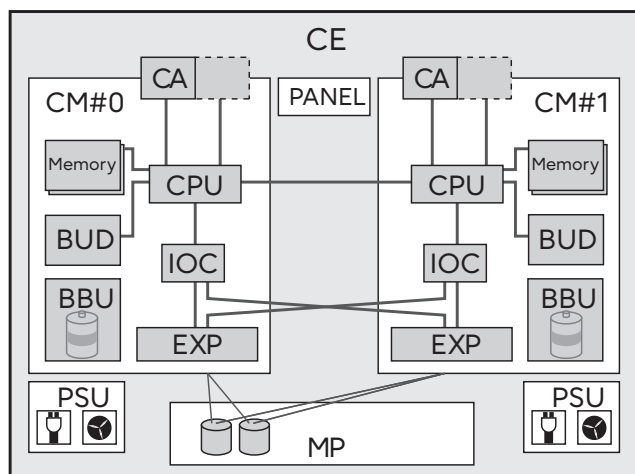 CE
CA
CM#0
PANEL
CA
CM#1
Memory
CPU
CPU
Memory
BUD
IOC
IOC
BUD
BBU
EXP
EXP
BBU
PSU
MP
PSU